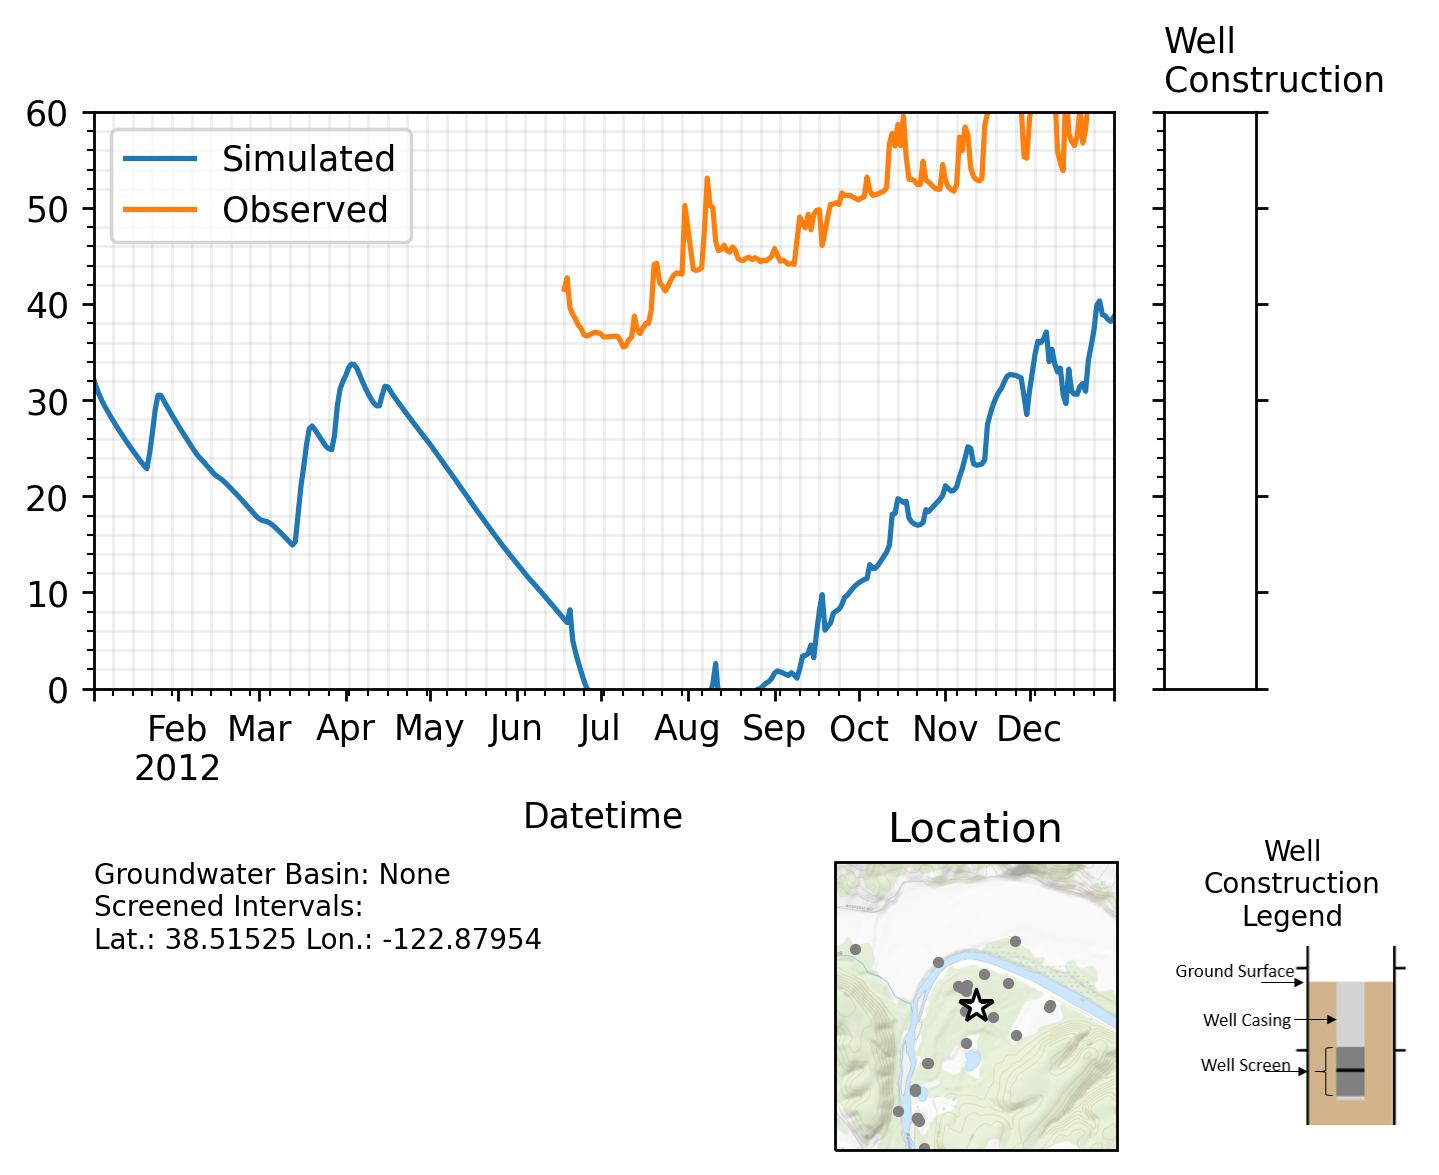 Well
Construction
60
50
40
30
20
10
0
Simulated
Observed
Feb Mar Apr May Jun Jul Aug Sep Oct Nov Dec
2012
Datetime
Groundwater Basin: None
Screened Intervals:
Lat.: 38.51525 Lon.: -122.87954
Location
Well
Construction
Legend
Ground Surface
Well Casing
Well Screen